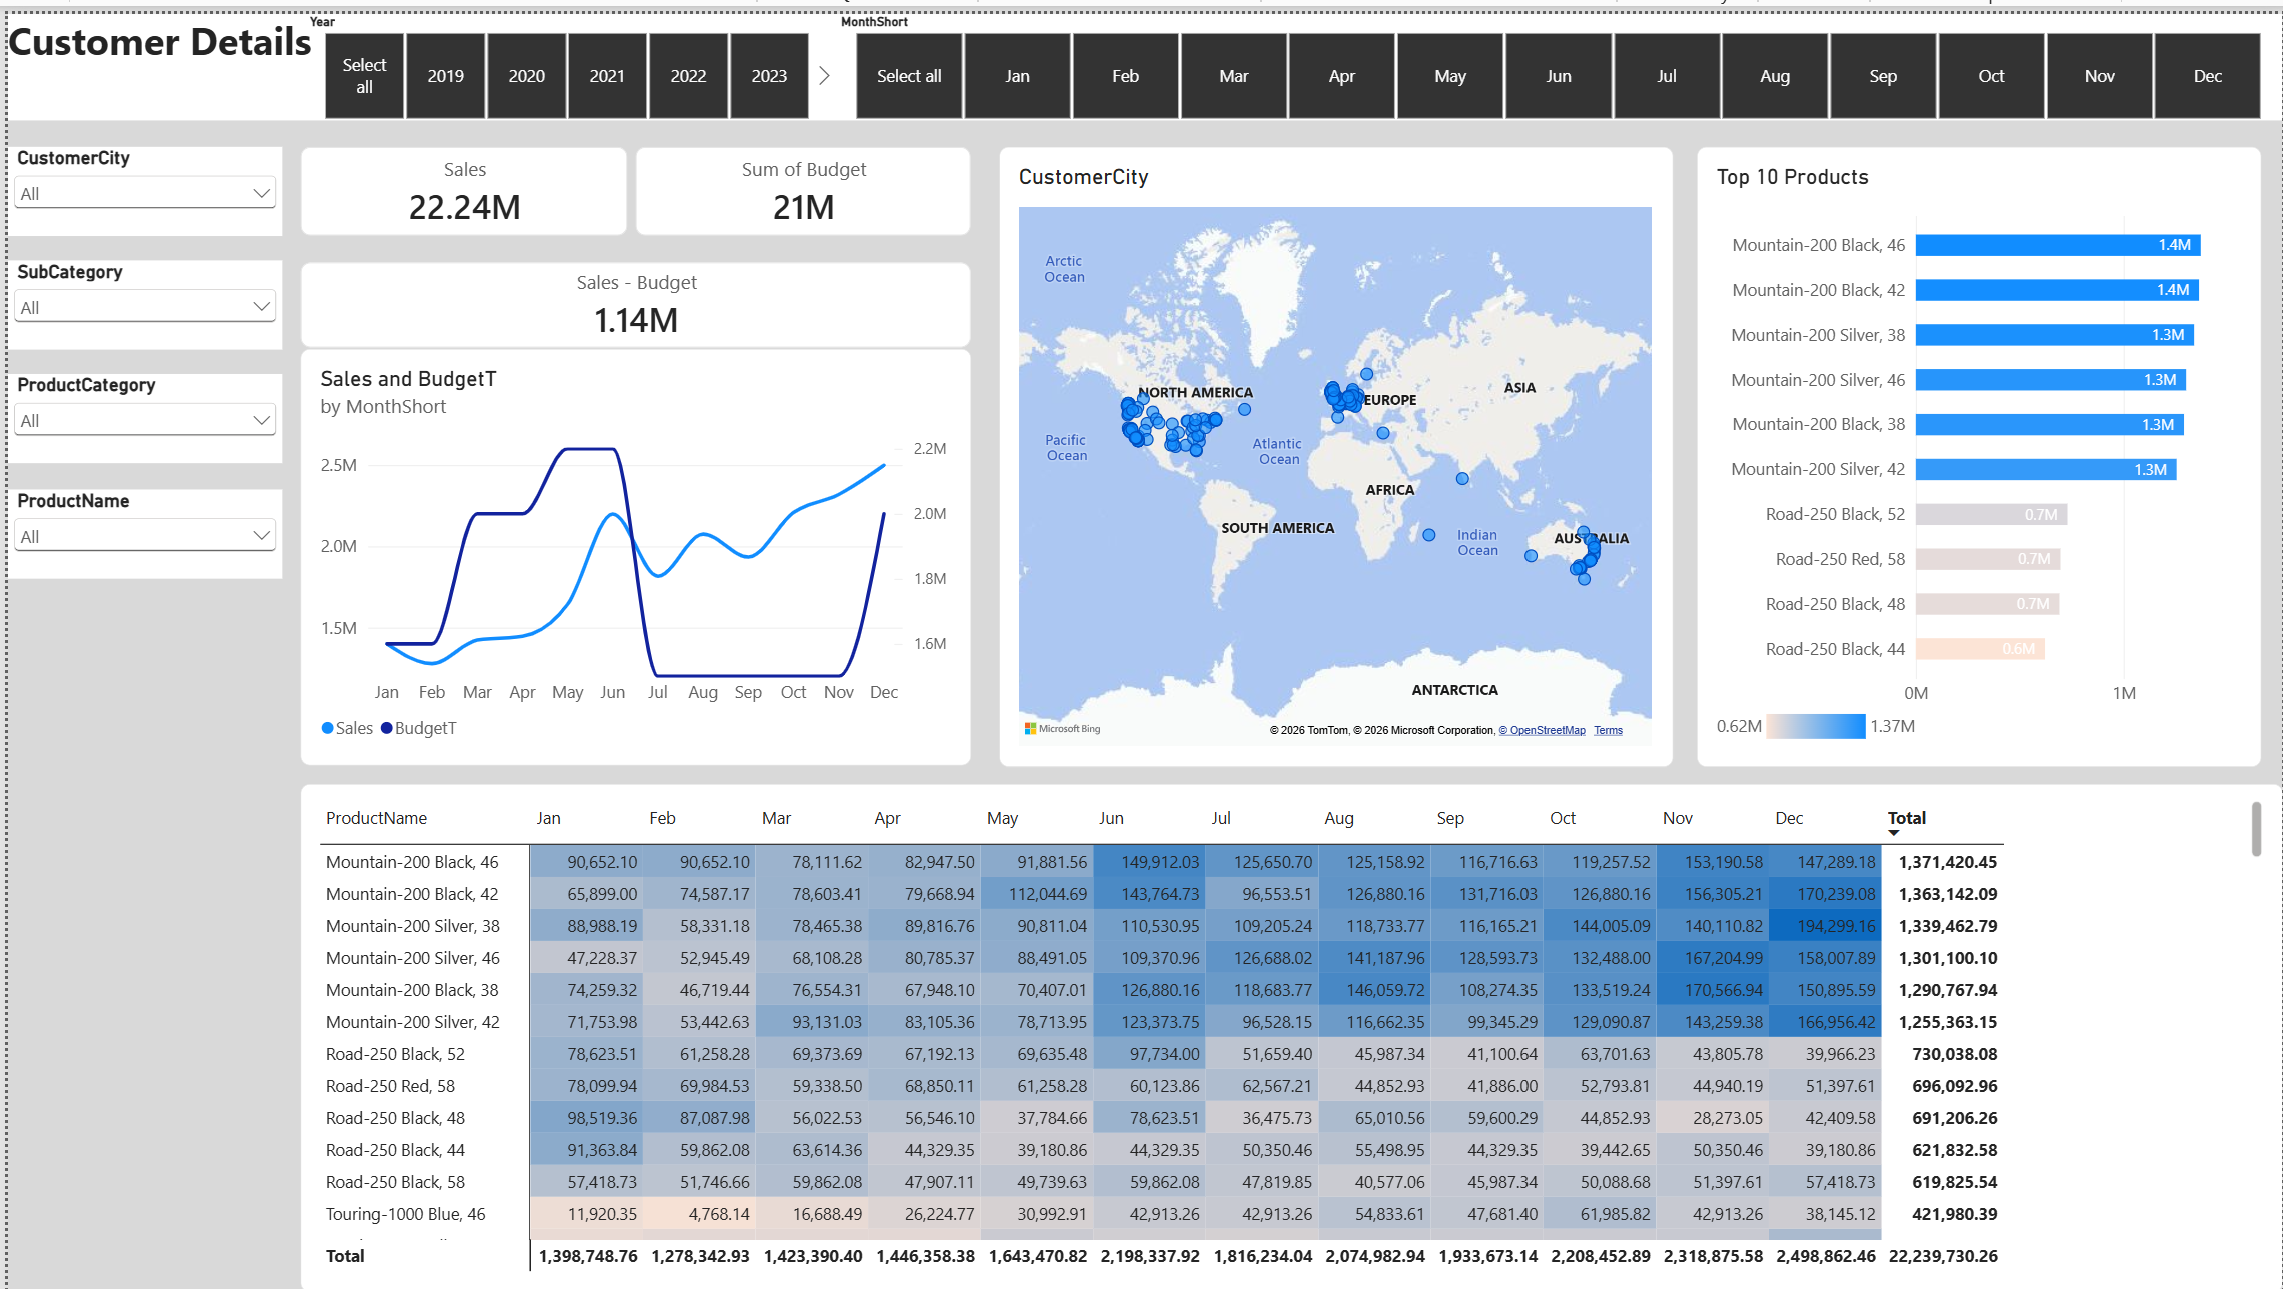 Customer Details
Year
Select all
2019
2020
2021
2022
2023
MonthShort
Select all
Jan
Feb
Mar
Apr
May
Jun
Jul
Aug
Sep
Oct
Nov
Dec
CustomerCity
All
SubCategory
All
ProductCategory
All
ProductName
All
Sales
22.24M
Sum of Budget
21M
Sales - Budget
1.14M
Sales and BudgetT
by MonthShort
2.5M
2.0M
1.5M
2.2M
2.0M
1.8M
1.6M
Jan Feb Mar Apr May Jun Jul Aug Sep Oct Nov Dec
Sales BudgetT
CustomerCity
Arctic
Ocean
NORTH AMERICA
EUROPE
ASIA
Pacific
Ocean
Atlantic
Ocean
AFRICA
SOUTH AMERICA
Indian
Ocean
AUSTRALIA
ANTARCTICA
Microsoft Bing
© 2026 TomTom, © 2026 Microsoft Corporation, © OpenStreetMap Terms
Top 10 Products
Mountain-200 Black, 46 1.4M
Mountain-200 Black, 42 1.4M
Mountain-200 Silver, 38 1.3M
Mountain-200 Silver, 46 1.3M
Mountain-200 Black, 38 1.3M
Mountain-200 Silver, 42 1.3M
Road-250 Black, 52 0.7M
Road-250 Red, 58 0.7M
Road-250 Black, 48 0.7M
Road-250 Black, 44 0.6M
0M 1M
0.62M 1.37M
ProductName Jan Feb Mar Apr May Jun Jul Aug Sep Oct Nov Dec Total
Mountain-200 Black, 46 90,652.10 90,652.10 78,111.62 82,947.50 91,881.56 149,912.03 125,650.70 125,158.92 116,716.63 119,257.52 153,190.58 147,289.18 1,371,420.45
Mountain-200 Black, 42 65,899.00 74,587.17 78,603.41 79,668.94 112,044.69 143,764.73 96,553.51 126,880.16 131,716.03 126,880.16 156,305.21 170,239.08 1,363,142.09
Mountain-200 Silver, 38 88,988.19 58,331.18 78,465.38 89,816.76 90,811.04 110,530.95 109,205.24 118,733.77 116,165.21 144,005.09 140,110.82 194,299.16 1,339,462.79
Mountain-200 Silver, 46 47,228.37 52,945.49 68,108.28 80,785.37 88,491.05 109,370.96 126,688.02 141,187.96 128,593.73 132,488.00 167,204.99 158,007.89 1,301,100.10
Mountain-200 Black, 38 74,259.32 46,719.44 76,554.31 67,948.10 70,407.01 126,880.16 118,683.77 146,059.72 108,274.35 133,519.24 170,566.94 150,895.59 1,290,767.94
Mountain-200 Silver, 42 71,753.98 53,442.63 93,131.03 83,105.36 78,713.95 123,373.75 96,528.15 116,662.35 99,345.29 129,090.87 143,259.38 166,956.42 1,255,363.15
Road-250 Black, 52 78,623.51 61,258.28 69,373.69 67,192.13 69,635.48 97,734.00 51,659.40 45,987.34 41,100.64 63,701.63 43,805.78 39,966.23 730,038.08
Road-250 Red, 58 78,099.94 69,984.53 59,338.50 68,850.11 61,258.28 60,123.86 62,567.21 44,852.93 41,886.00 52,793.81 44,940.19 51,397.61 696,092.96
Road-250 Black, 48 98,519.36 87,087.98 56,022.53 56,546.10 37,784.66 78,623.51 36,475.73 65,010.56 59,600.29 44,852.93 28,273.05 42,409.58 691,206.26
Road-250 Black, 44 91,363.84 59,862.08 63,614.36 44,329.35 39,180.86 44,329.35 50,350.46 55,498.95 44,329.35 39,442.65 50,350.46 39,180.86 621,832.58
Road-250 Black, 58 57,418.73 51,746.66 59,862.08 47,907.11 49,739.63 59,862.08 47,819.85 40,577.06 45,987.34 50,088.68 51,397.61 57,418.73 619,825.54
Touring-1000 Blue, 46 11,920.35 4,768.14 16,688.49 26,224.77 30,992.91 42,913.26 42,913.26 54,833.61 47,681.40 61,985.82 42,913.26 38,145.12 421,980.39
Total 1,398,748.76 1,278,342.93 1,423,390.40 1,446,358.38 1,643,470.82 2,198,337.92 1,816,234.04 2,074,982.94 1,933,673.14 2,208,452.89 2,318,875.58 2,498,862.46 22,239,730.26